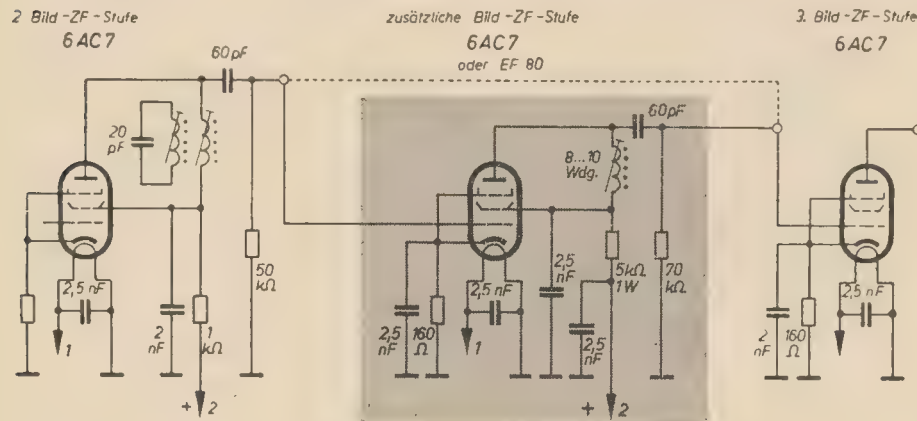 2 Bild-ZF-Stufe
6AC7
zusätzliche Bild-ZF-Stufe
6AC7
oder EF 80
3. Bild-ZF-Stufe
6AC7
60pF
20
pF
50
kΩ
2,5 nF
2
nF
1
kΩ
1
+ 2
60pF
8...10
Wdg.
5kΩ
1W
70
kΩ
2,5 nF
2,5
nF
2,5
nF
160
Ω
2,5
nF
1
+ 2
2,5 nF
2
nF
160
Ω
1